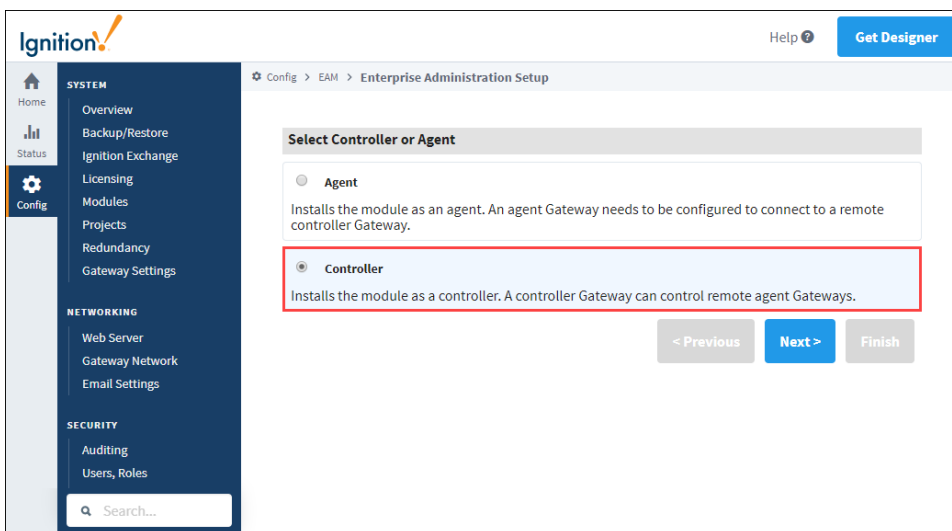 Ignition!
Help ?
Get Designer
Home
Status
Config
SYSTEM
Overview
Backup/Restore
Ignition Exchange
Licensing
Modules
Projects
Redundancy
Gateway Settings
NETWORKING
Web Server
Gateway Network
Email Settings
SECURITY
Auditing
Users, Roles
Search...
Config > EAM > Enterprise Administration Setup
Select Controller or Agent
Agent
Installs the module as an agent. An agent Gateway needs to be configured to connect to a remote
controller Gateway.
Controller
Installs the module as a controller. A controller Gateway can control remote agent Gateways.
< Previous
Next >
Finish